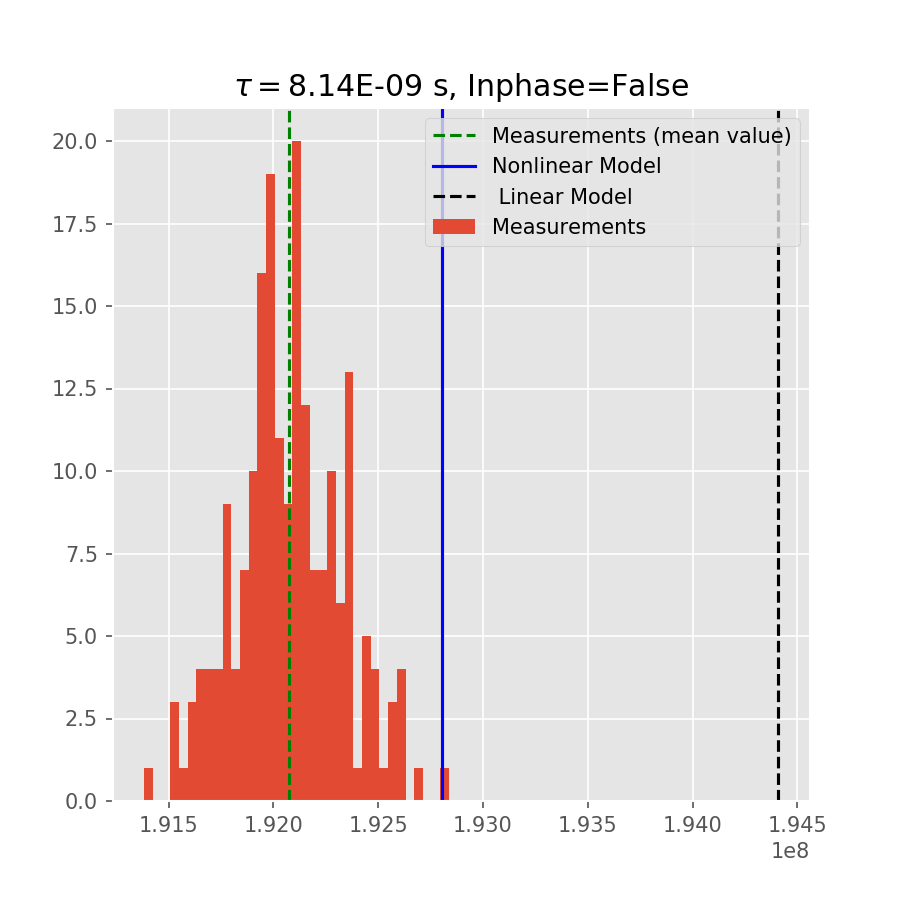 τ = 8.14E-09 s, Inphase=False
Measurements (mean value)
Nonlinear Model
Linear Model
Measurements
20.0
17.5
15.0
12.5
10.0
7.5
5.0
2.5
0.0
1.915 1.920 1.925 1.930 1.935 1.940 1.945
1e8